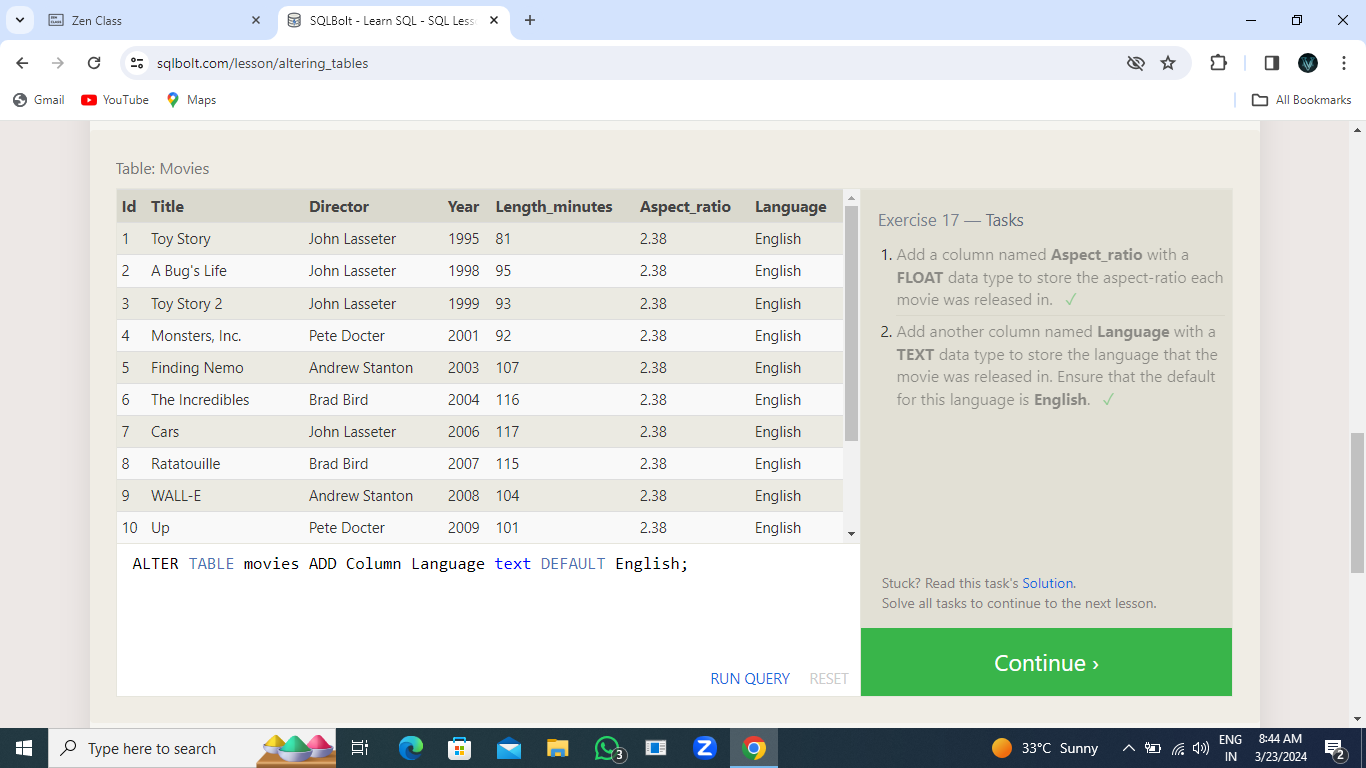 Zen Class
SQLBolt - Learn SQL - SQL Less
sqlbolt.com/lesson/altering_tables
Gmail YouTube Maps All Bookmarks
Table: Movies
Id Title Director Year Length_minutes Aspect_ratio Language
1 Toy Story John Lasseter 1995 81 2.38 English
2 A Bug's Life John Lasseter 1998 95 2.38 English
3 Toy Story 2 John Lasseter 1999 93 2.38 English
4 Monsters, Inc. Pete Docter 2001 92 2.38 English
5 Finding Nemo Andrew Stanton 2003 107 2.38 English
6 The Incredibles Brad Bird 2004 116 2.38 English
7 Cars John Lasseter 2006 117 2.38 English
8 Ratatouille Brad Bird 2007 115 2.38 English
9 WALL-E Andrew Stanton 2008 104 2.38 English
10 Up Pete Docter 2009 101 2.38 English
ALTER TABLE movies ADD Column Language text DEFAULT English;
RUN QUERY RESET
Exercise 17 — Tasks
1. Add a column named Aspect_ratio with a
FLOAT data type to store the aspect-ratio each
movie was released in. ✓
2. Add another column named Language with a
TEXT data type to store the language that the
movie was released in. Ensure that the default
for this language is English. ✓
Stuck? Read this task's Solution.
Solve all tasks to continue to the next lesson.
Continue ›
Type here to search
3
33°C Sunny
ENG
IN
8:44 AM
3/23/2024
2